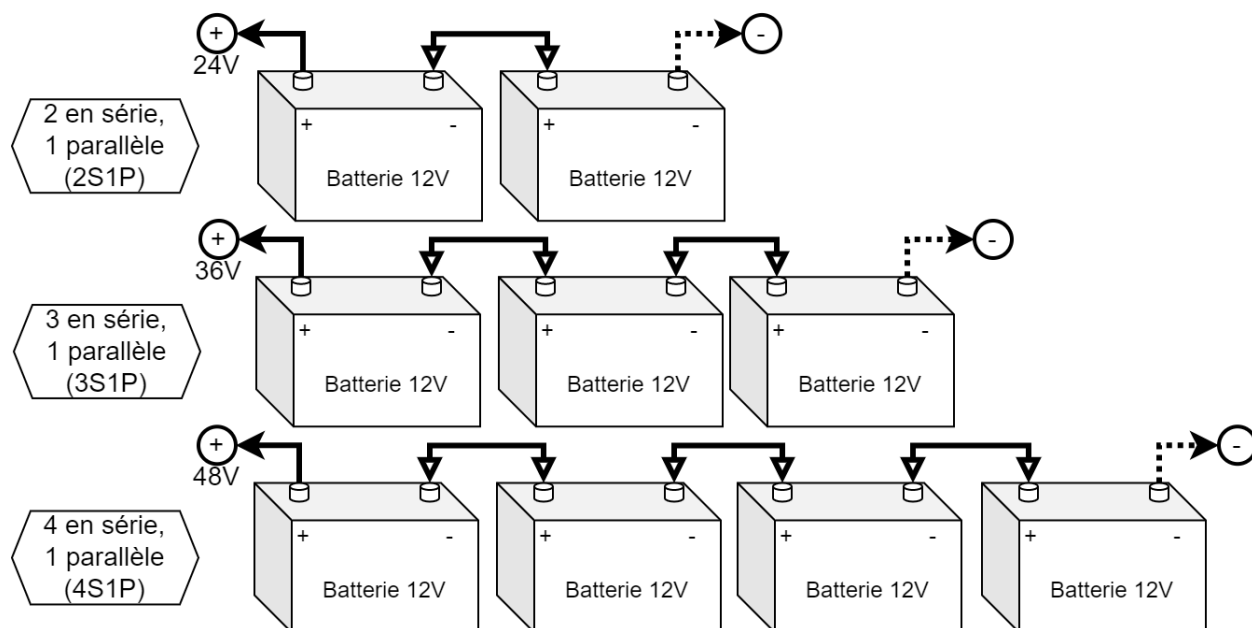 +
-
24V
2 en série,
1 parallèle
(2S1P)
+ - + -
Batterie 12V Batterie 12V
+
-
36V
3 en série,
1 parallèle
(3S1P)
+ - + - + -
Batterie 12V Batterie 12V Batterie 12V
+
-
48V
4 en série,
1 parallèle
(4S1P)
+ - + - + - + -
Batterie 12V Batterie 12V Batterie 12V Batterie 12V